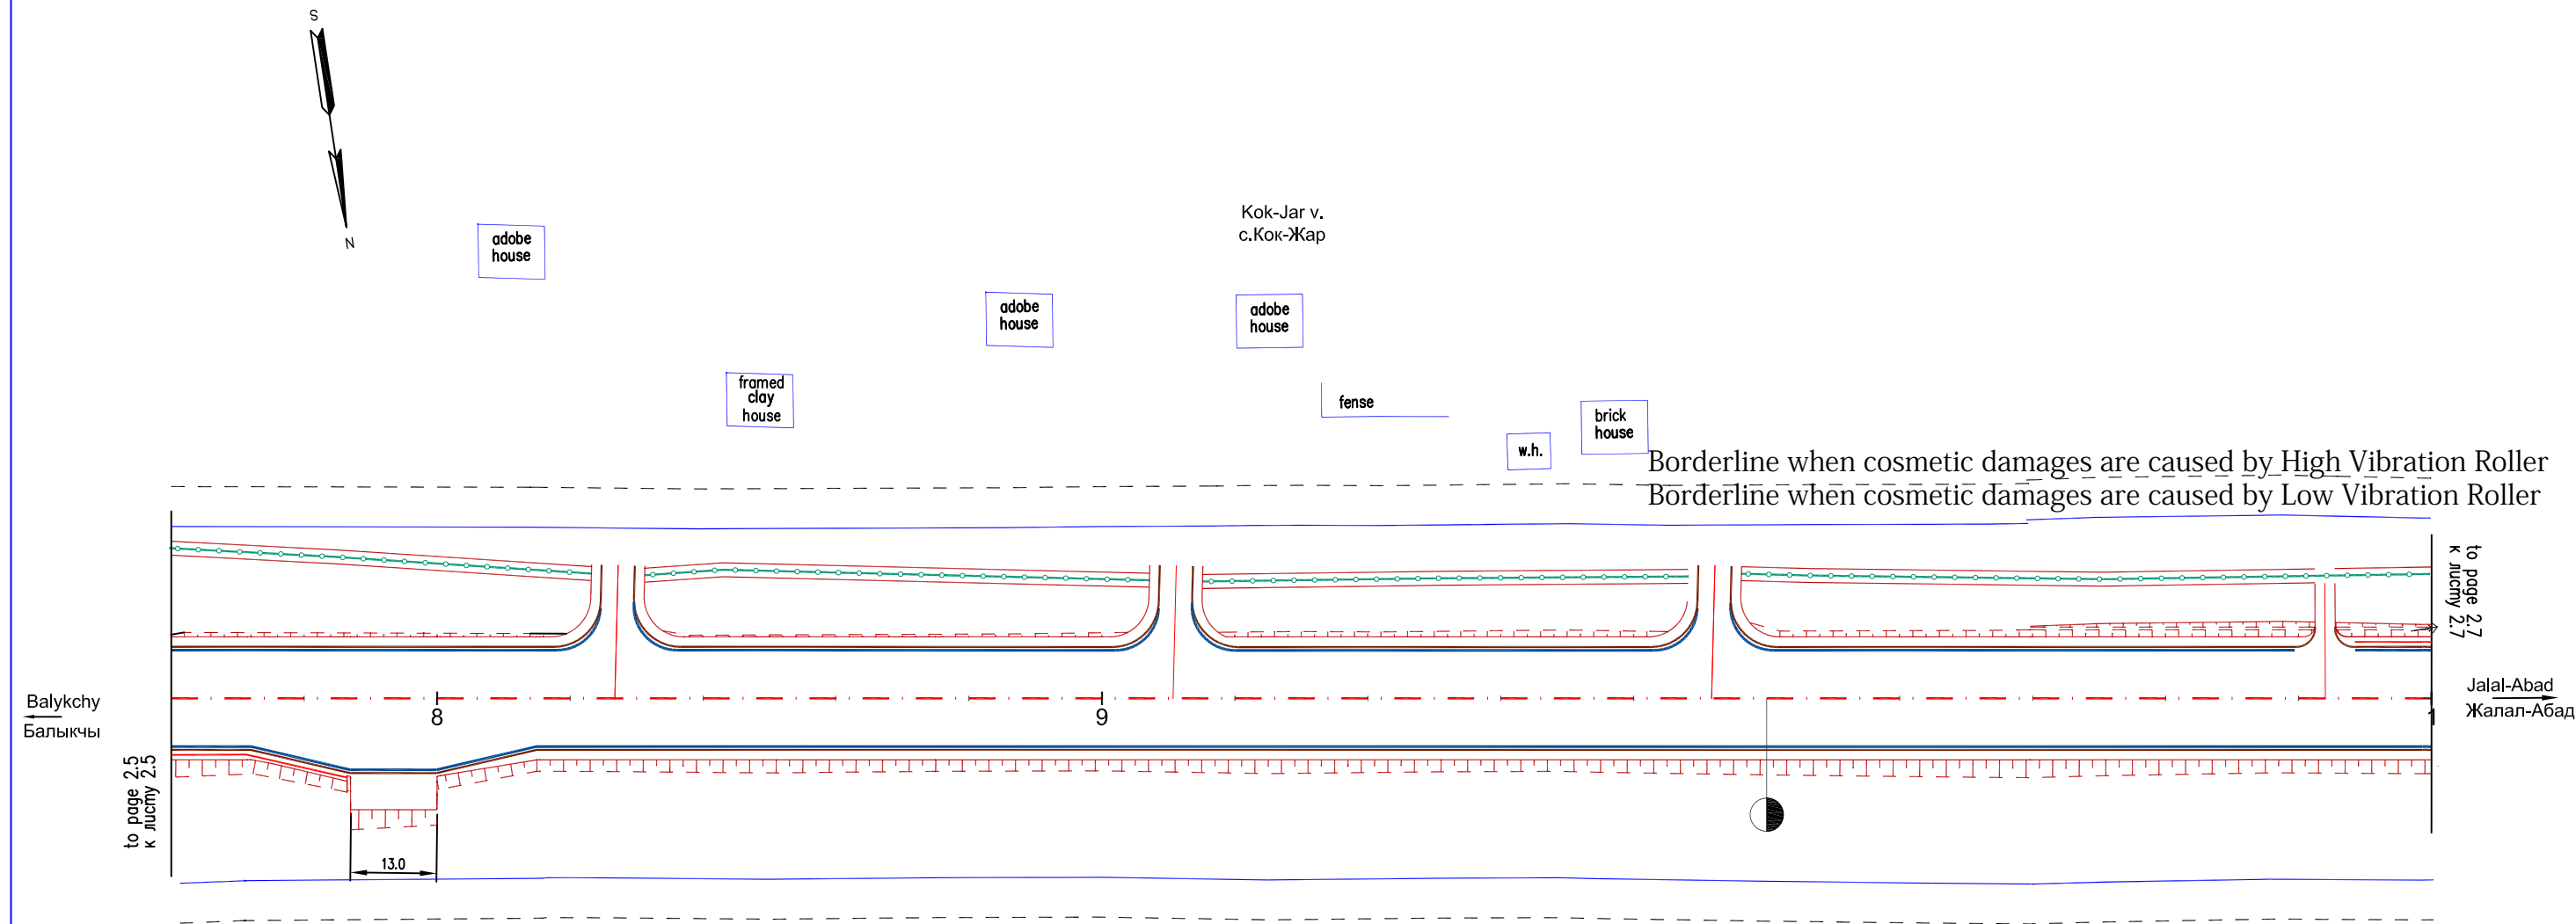 S
N
Kok-Jar v.
с.Кок-Жар
adobe
house
adobe
house
adobe
house
framed
clay
house
fense
brick
house
w.h.
Borderline when cosmetic damages are caused by High Vibration Roller
Borderline when cosmetic damages are caused by Low Vibration Roller
to page 2.7
к листу 2.7
Balykchy
Балыкчы
8
9
1
Jalal-Abad
Жалал-Абад
to page 2.5
к листу 2.5
13.0